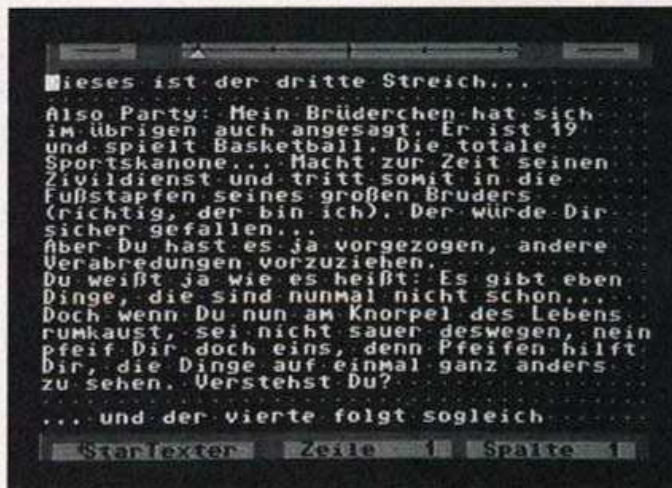 Dieses ist der dritte Streich...
Also Party: Mein Brüderchen hat sich
im übrigen auch angesagt. Er ist 19
und spielt Basketball. Die totale
Sportskanone... Macht zur Zeit seinen
Zivildienst und tritt somit in die
Fußstapfen seines großen Bruders
(richtig, der bin ich). Der würde Dir
sicher gefallen...
Aber Du hast es ja vorgezogen, andere
Verabredungen vorzuziehen.
Du weißt ja wie es heißt: Es gibt eben
Dinge, die sind nunmal nicht schon...
Doch wenn Du nun am Knorpel des Lebens
rumkaust, sei nicht sauer deswegen, nein
pfeif Dir doch eins, denn Pfeifen hilft
Dir, die Dinge auf einmal ganz anders
zu sehen. Verstehst Du?
... und der vierte folgt sogleich
StarTexter Zeile 1 Spalte 1